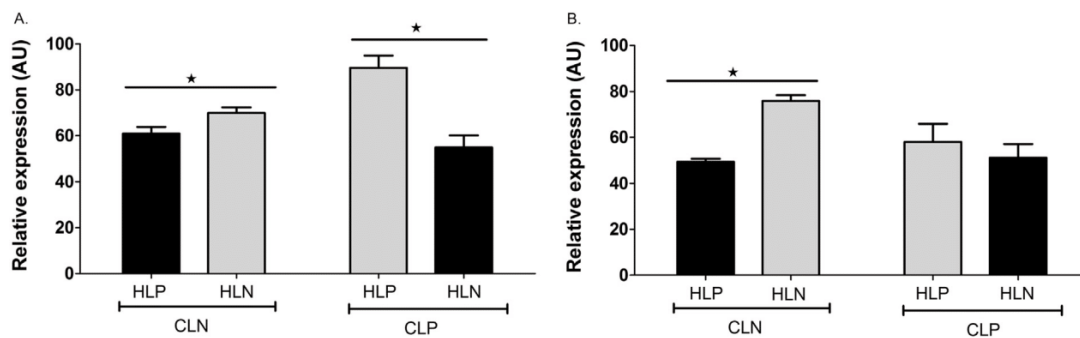 A.
Relative expression (AU)
100
80
60
40
20
0
★
★
HLP HLN HLP HLN
CLN CLP
B.
Relative expression (AU)
100
80
60
40
20
0
★
HLP HLN HLP HLN
CLN CLP